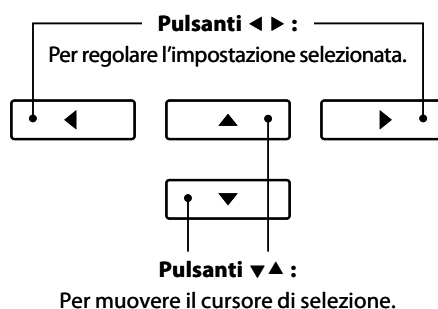 Pulsanti ◀ ▶ :
Per regolare l'impostazione selezionata.
Pulsanti ▼▲ :
Per muovere il cursore di selezione.